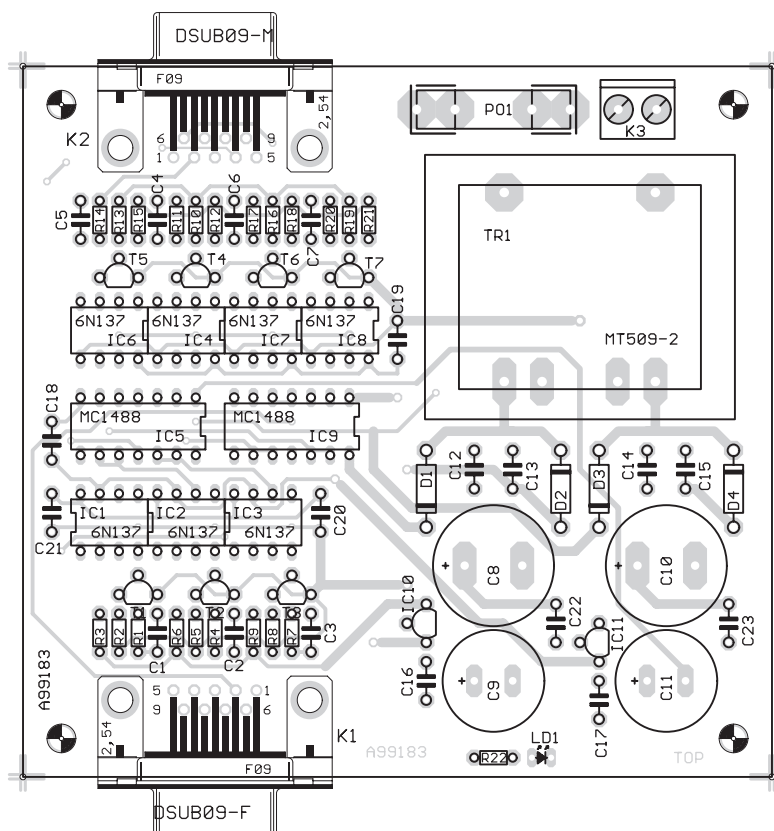 DSUB09-M
F09
PO1
K3
K2
2,54
6 9
1 5
C4 C6
C5 R14 R13 R15 R11 R10 R12 R17 R16 R18 C7 R20 R19 R21
T5 T4 T6 T7
TR1
C19
6N137 6N137 6N137 6N137
IC6 IC4 IC7 IC8
MT509-2
C18
MC1488 MC1488
IC5 IC9
D1 C12 C13 D2 D3 C14 C15 D4
IC1 IC2 IC3
6N137 6N137 6N137
C21 C20
+ C8 + C10
IC10
T1 T2 T3
C22 IC11 C23
R3 R2 R1 R6 R5 R4 R9 R8 R7 C3
C1 C2
C16 + C9 + C11
A99183
5 1
9 6
C17
2,54
K1
LD1
A99183
R22
TOP
F09
DSUB09-F